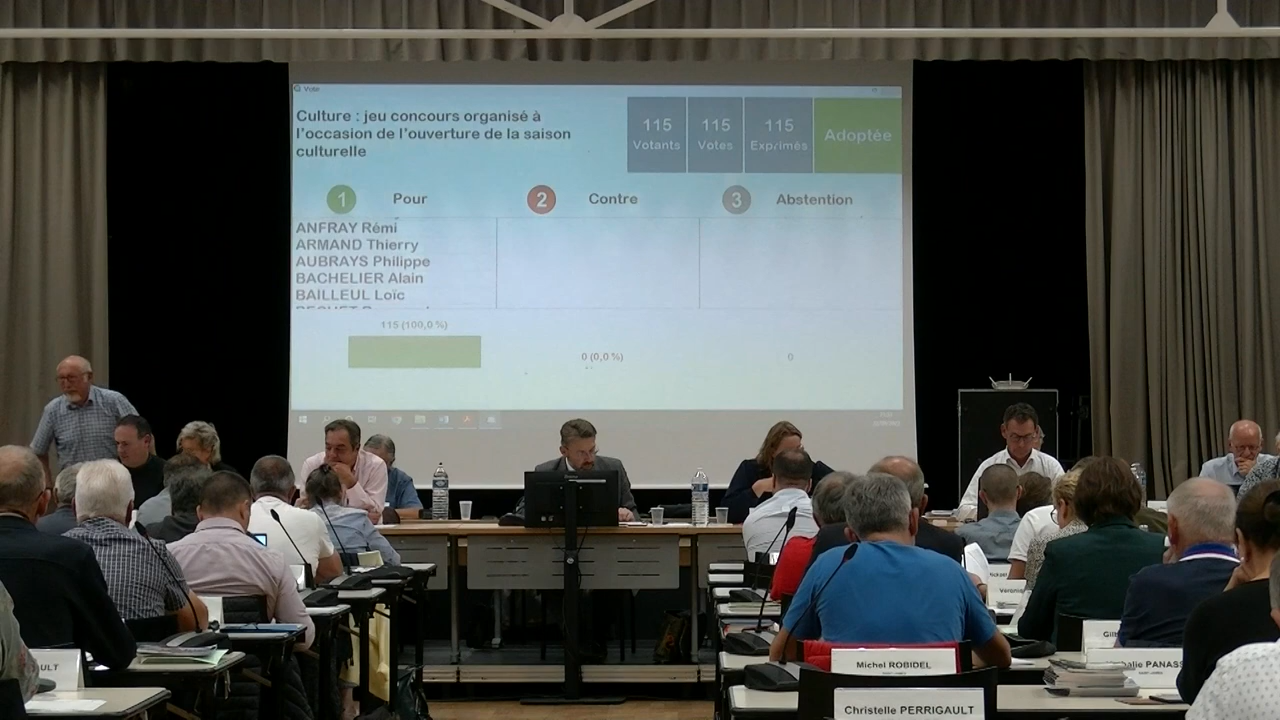 Vote
Culture : jeu concours organisé à
l'occasion de l'ouverture de la saison
culturelle
115 115 115 Adoptée
Votants Votes Exprimés
1 Pour 2 Contre 3 Abstention
ANFRAY Rémi
ARMAND Thierry
AUBRAYS Philippe
BACHELIER Alain
BAILLEUL Loïc
115 (100,0 %)
0 (0,0 %)
0
Michel ROBIDEL
Christelle PERRIGAULT